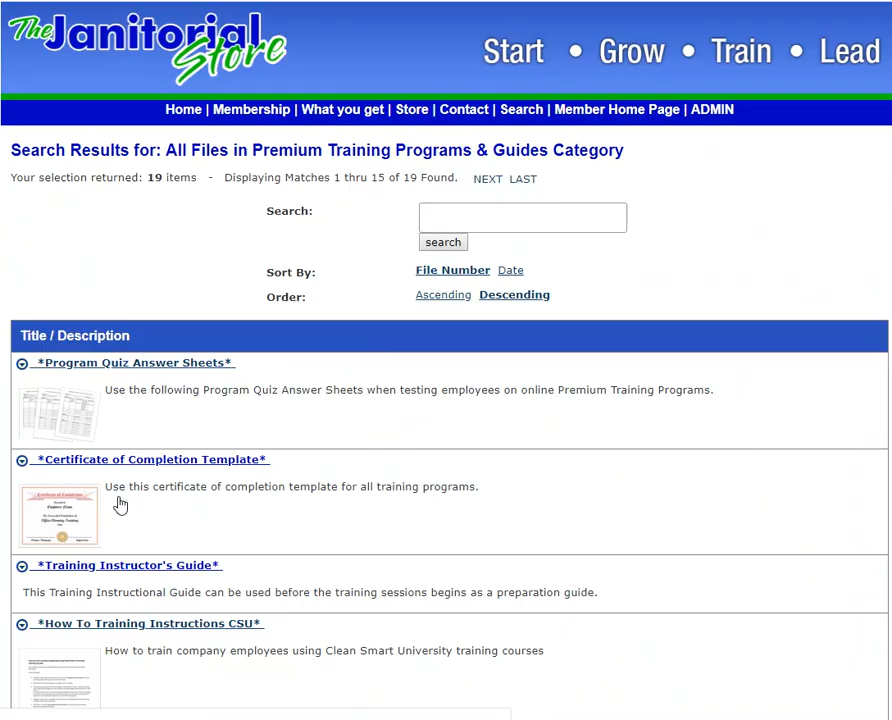 The Janitorial Store
Start • Grow • Train • Lead
Home | Membership | What you get | Store | Contact | Search | Member Home Page | ADMIN
Search Results for: All Files in Premium Training Programs & Guides Category
Your selection returned: 19 items - Displaying Matches 1 thru 15 of 19 Found. NEXT LAST
Search:
search
Sort By: File Number Date
Order: Ascending Descending
Title / Description
*Program Quiz Answer Sheets*
Use the following Program Quiz Answer Sheets when testing employees on online Premium Training Programs.
*Certificate of Completion Template*
Use this certificate of completion template for all training programs.
Certificate of Completion
*Training Instructor's Guide*
This Training Instructional Guide can be used before the training sessions begins as a preparation guide.
*How To Training Instructions CSU*
How to train company employees using Clean Smart University training courses